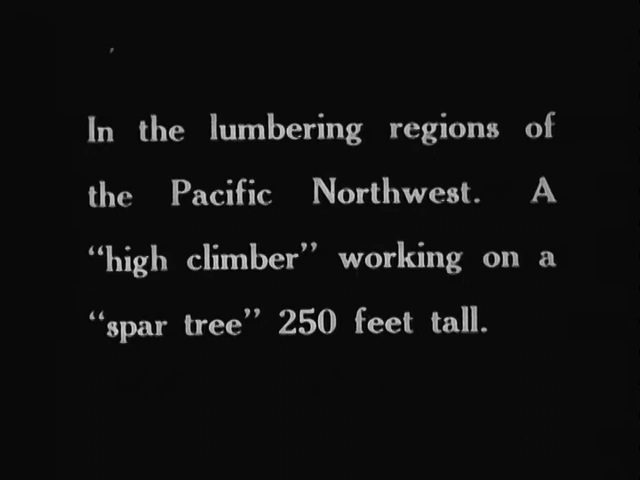 In the lumbering regions of
the Pacific Northwest. A
“high climber” working on a
“spar tree” 250 feet tall.